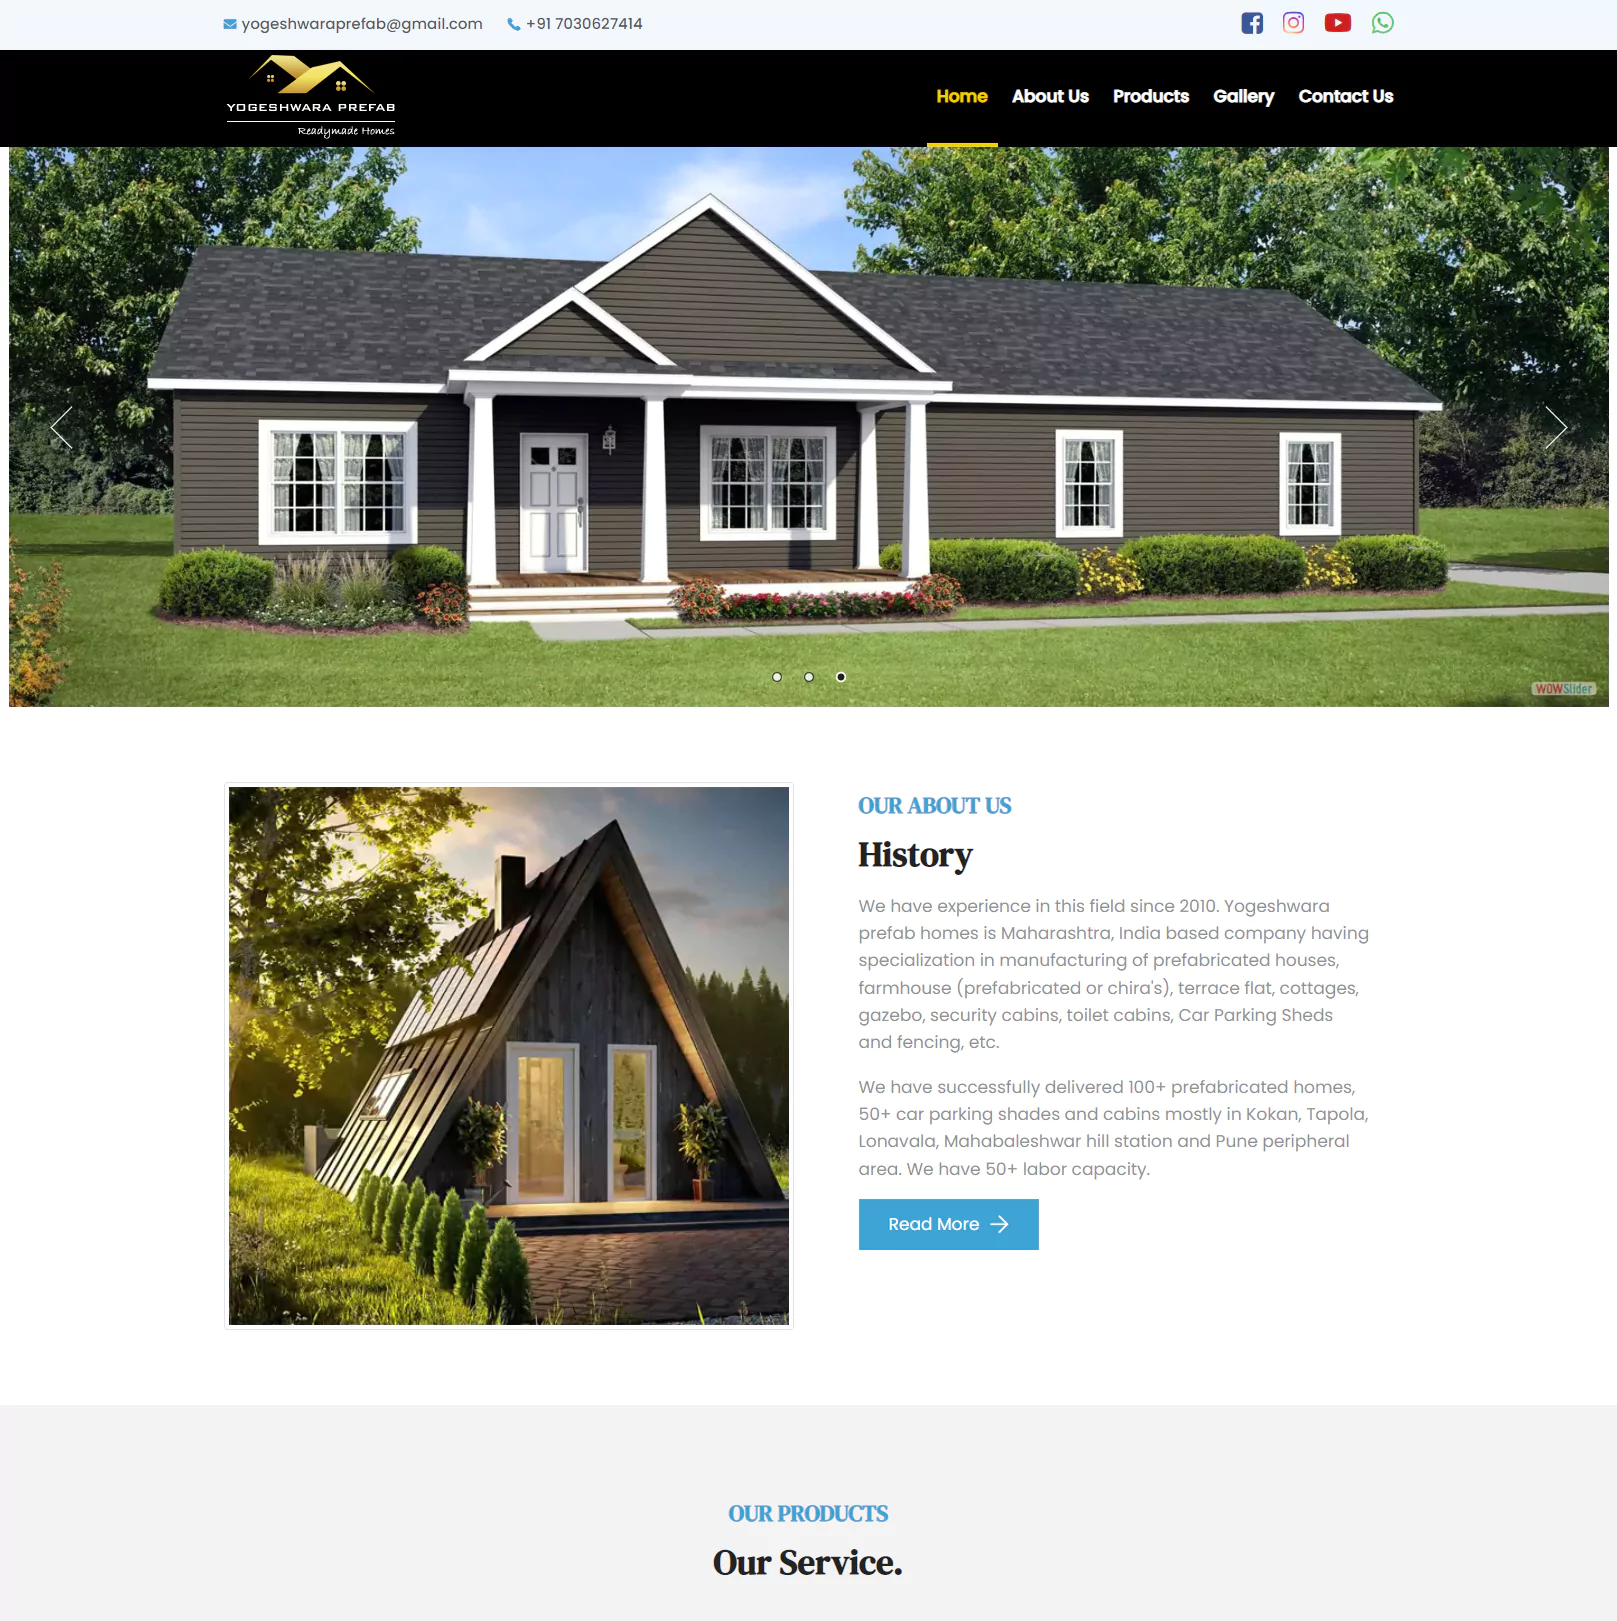 yogeshwaraprefab@gmail.com +91 7030627414
YOGESHWARA PREFAB
Readymade Homes
Home About Us Products Gallery Contact Us
WOWSlider
OUR ABOUT US
History
We have experience in this field since 2010. Yogeshwara
prefab homes is Maharashtra, India based company having
specialization in manufacturing of prefabricated houses,
farmhouse (prefabricated or chira's), terrace flat, cottages,
gazebo, security cabins, toilet cabins, Car Parking Sheds
and fencing, etc.
We have successfully delivered 100+ prefabricated homes,
50+ car parking shades and cabins mostly in Kokan, Tapola,
Lonavala, Mahabaleshwar hill station and Pune peripheral
area. We have 50+ labor capacity.
Read More
OUR PRODUCTS
Our Service.